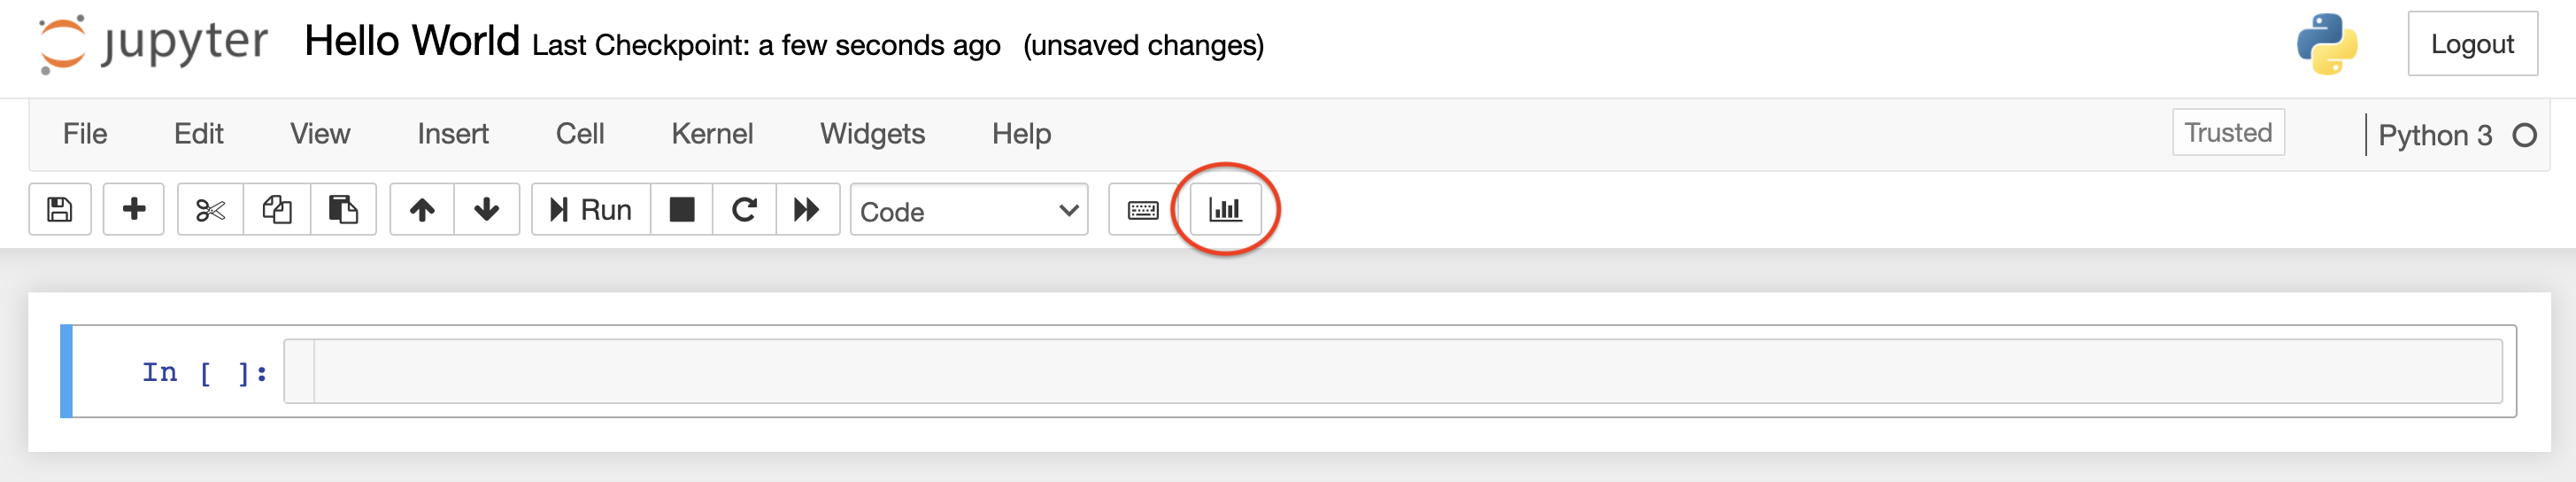 jupyter Hello World Last Checkpoint: a few seconds ago (unsaved changes) Logout
File Edit View Insert Cell Kernel Widgets Help Trusted Python 3
Run Code
In [ ]: